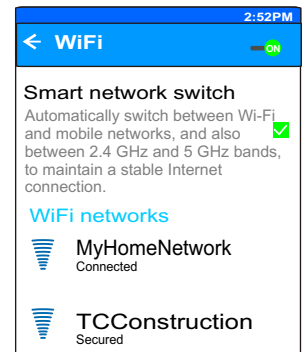 2:52PM
WiFi
ON
Smart network switch
Automatically switch between Wi-Fi
and mobile networks, and also
between 2.4 GHz and 5 GHz bands,
to maintain a stable Internet
connection.
WiFi networks
MyHomeNetwork
Connected
TCConstruction
Secured